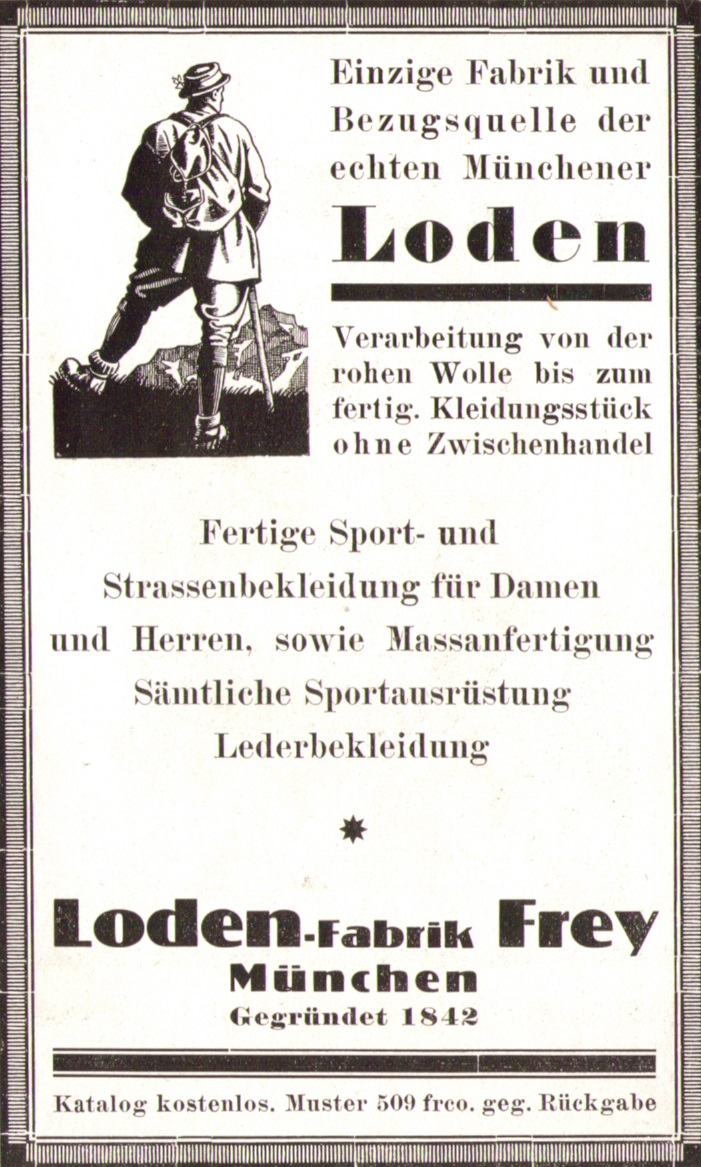 Einzige Fabrik und
Bezugsquelle der
echten Münchener
Loden
Verarbeitung von der
rohen Wolle bis zum
fertig. Kleidungsstück
ohne Zwischenhandel
Fertige Sport- und
Strassenbekleidung für Damen
und Herren, sowie Massanfertigung
Sämtliche Sportausrüstung
Lederbekleidung
Loden-Fabrik Frey
München
Gegründet 1842
Katalog kostenlos. Muster 509 frco. geg. Rückgabe